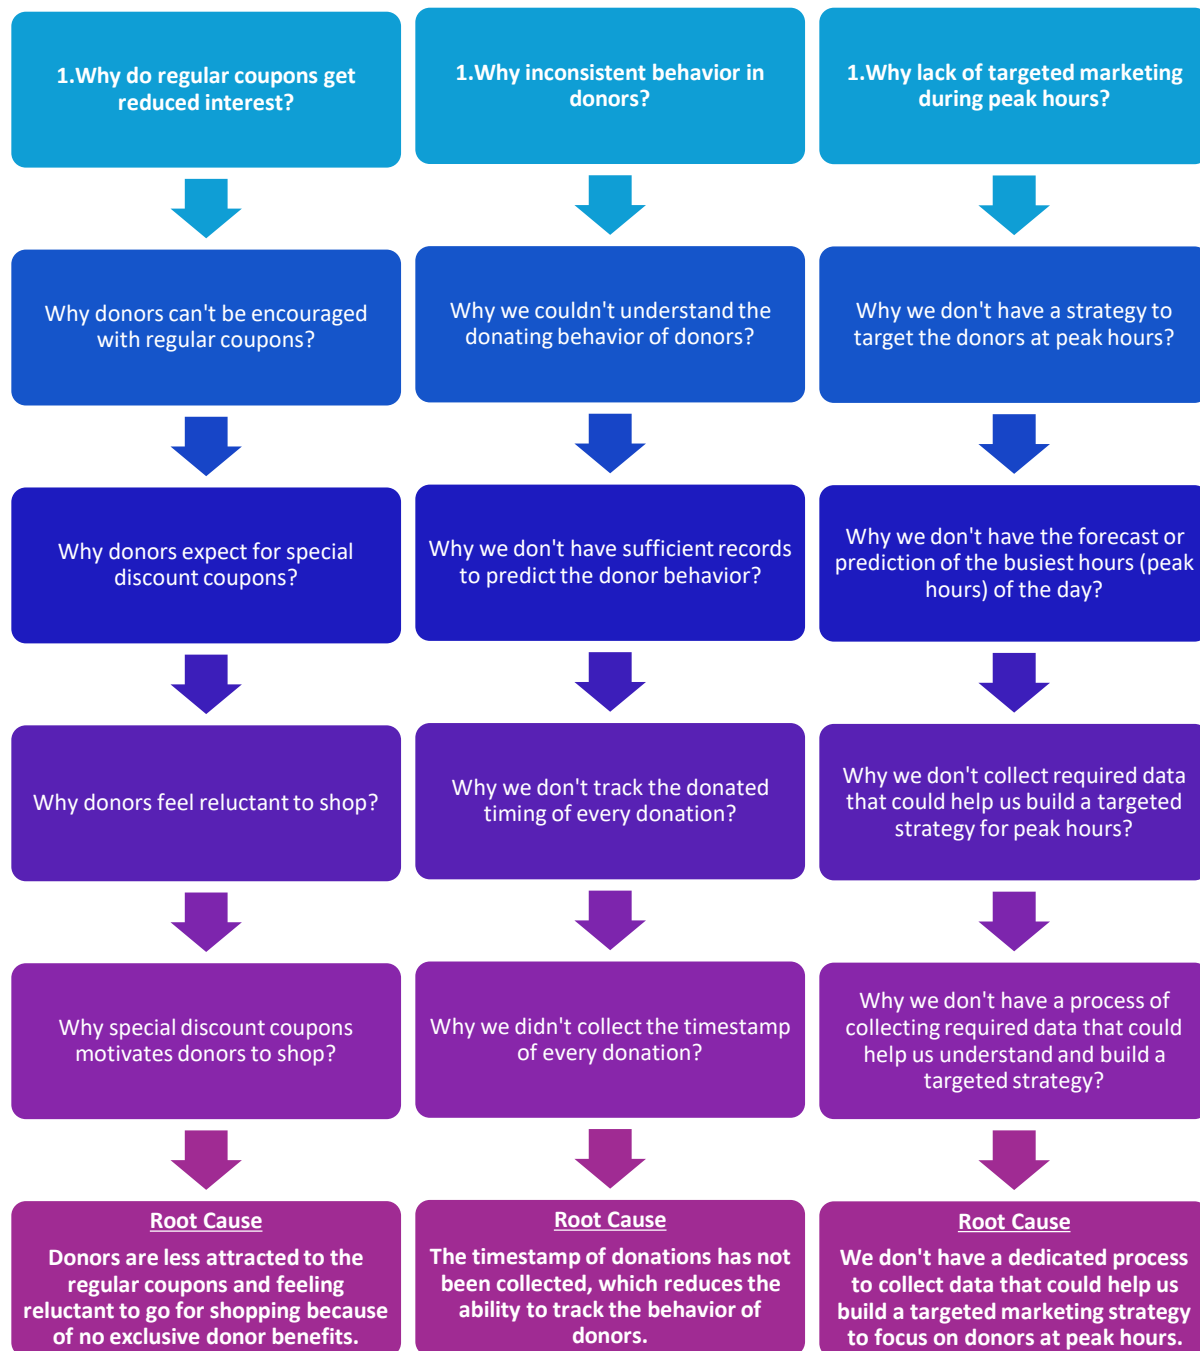 1.Why do regular coupons get
reduced interest?
Why donors can't be encouraged
with regular coupons?
Why donors expect for special
discount coupons?
Why donors feel reluctant to shop?
Why special discount coupons
motivates donors to shop?
Root Cause
Donors are less attracted to the
regular coupons and feeling
reluctant to go for shopping because
of no exclusive donor benefits.
1.Why inconsistent behavior in
donors?
Why we couldn't understand the
donating behavior of donors?
Why we don't have sufficient records
to predict the donor behavior?
Why we don't track the donated
timing of every donation?
Why we didn't collect the timestamp
of every donation?
Root Cause
The timestamp of donations has not
been collected, which reduces the
ability to track the behavior of
donors.
1.Why lack of targeted marketing
during peak hours?
Why we don't have a strategy to
target the donors at peak hours?
Why we don't have the forecast or
prediction of the busiest hours (peak
hours) of the day?
Why we don't collect required data
that could help us build a targeted
strategy for peak hours?
Why we don't have a process of
collecting required data that could
help us understand and build a
targeted strategy?
Root Cause
We don't have a dedicated process
to collect data that could help us
build a targeted marketing strategy
to focus on donors at peak hours.